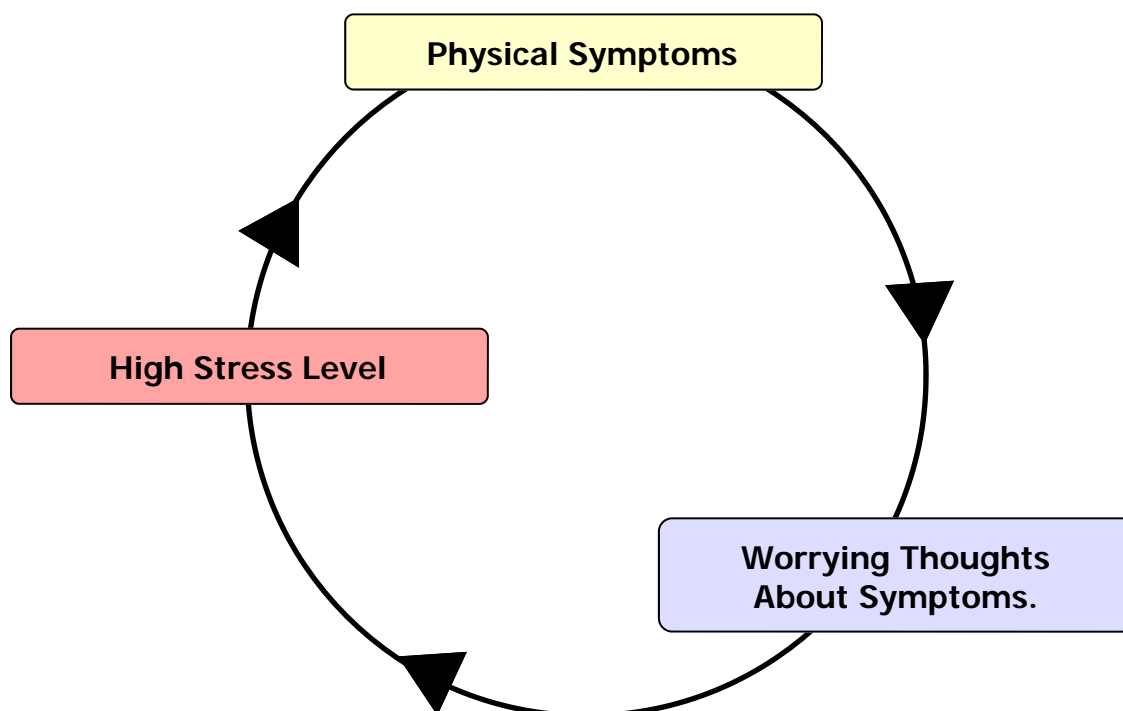 Physical Symptoms
High Stress Level
Worrying Thoughts
About Symptoms.